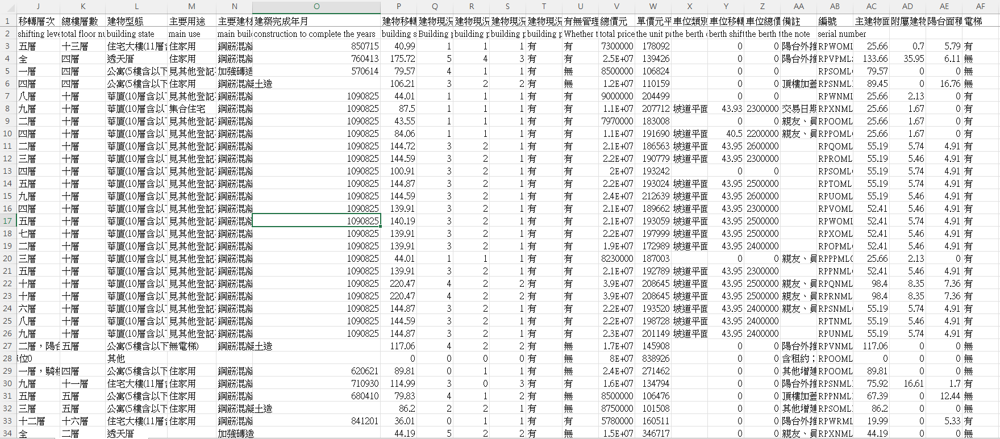 J K L M N O P Q R S T U V W X Y Z AA AB AC AD AE AF
1 移轉層次 總樓層數 建物型態 主要用途 主要建材 建築完成年月 建物移轉 建物現況 建物現況 建物現況 建物現況 有無管理 總價元 單價元平 車位類別 車位移轉 車位總價 備註 編號 主建物面 附屬建物 陽台面積 電梯
2 shifting level total floor nu building state main use main buil construction to complete the years building s Building p building p building p building p Whether t total price the unit p the berth berth shift the berth the note serial number
3 五層 十三層 住宅大樓(11層含 住家用 鋼筋混凝 850715 40.99 1 1 1 有 有 7300000 178092 0 0 陽台外推 RPWOML 25.66 0.7 5.79 有
4 全 四層 透天厝 住家用 鋼筋混凝 760413 175.72 5 4 3 有 無 2.5E+07 139426 0 0 陽台外推 RPVPML 133.66 35.95 6.11 無
5 一層 四層 公寓(5樓含以下 見其他登記 加強磚造 570614 79.57 4 1 1 有 無 8500000 106824 0 0 RPSOML 79.57 0 0 無
6 四層 四層 公寓(5樓含以下 住家用 鋼筋混凝土造 106.21 3 2 2 有 無 1.2E+07 110159 0 0 頂樓加蓋 RPSNML 89.45 0 16.76 無
7 八層 十層 華廈(10層含以下 見其他登記 鋼筋混凝 1090825 44.01 1 1 1 有 有 9000000 204499 0 0 RPWNML 25.66 2.13 0 有
8 九層 十層 華廈(10層含以下 集合住宅 鋼筋混凝 1090825 87.5 1 1 1 有 有 1.1E+07 207712 坡道平面 43.93 2300000 交易日期 RPXNML 25.66 1.67 0 有
9 二層 十層 華廈(10層含以下 見其他登記 鋼筋混凝 1090825 43.55 1 1 1 有 有 7970000 183008 0 0 親友、員 RPOOML 25.66 1.67 0 有
10 四層 十層 華廈(10層含以下 見其他登記 鋼筋混凝 1090825 84.06 1 1 1 有 有 1.1E+07 191690 坡道平面 40.5 2200000 親友、員 RPPOML 25.66 1.67 0 有
11 二層 十層 華廈(10層含以下 見其他登記 鋼筋混凝 1090825 144.72 3 2 1 有 有 2.1E+07 186563 坡道平面 43.95 2600000 RPQOML 55.19 5.74 4.91 有
12 三層 十層 華廈(10層含以下 見其他登記 鋼筋混凝 1090825 144.59 3 2 1 有 有 2.2E+07 190779 坡道平面 43.95 2300000 RPROML 55.19 5.46 4.91 有
13 四層 十層 華廈(10層含以下 見其他登記 鋼筋混凝 1090825 100.91 3 2 1 有 有 2E+07 193242 0 0 RPSOML 55.19 5.74 4.91 有
14 五層 十層 華廈(10層含以下 見其他登記 鋼筋混凝 1090825 144.87 3 2 1 有 有 2.2E+07 193024 坡道平面 43.95 2500000 RPTOML 55.19 5.74 4.91 有
15 九層 十層 華廈(10層含以下 見其他登記 鋼筋混凝 1090825 144.59 3 2 1 有 有 2.4E+07 212639 坡道平面 43.95 2600000 RPUOML 55.19 5.46 4.91 有
16 四層 十層 華廈(10層含以下 見其他登記 鋼筋混凝 1090825 139.91 3 2 1 有 有 2.1E+07 189662 坡道平面 43.95 2300000 RPVOML 52.41 5.46 4.91 有
17 五層 十層 華廈(10層含以下 見其他登記 鋼筋混凝 1090825 140.19 3 2 1 有 有 2.1E+07 193059 坡道平面 43.95 2500000 RPWOML 52.41 5.74 4.91 有
18 七層 十層 華廈(10層含以下 見其他登記 鋼筋混凝 1090825 139.91 3 2 1 有 有 2.2E+07 197999 坡道平面 43.95 2500000 RPXOML 52.41 5.46 4.91 有
19 二層 十層 華廈(10層含以下 見其他登記 鋼筋混凝 1090825 139.91 3 2 1 有 有 1.9E+07 172989 坡道平面 43.95 2400000 RPOPML 52.41 5.46 4.91 有
20 三層 十層 華廈(10層含以下 見其他登記 鋼筋混凝 1090825 44.01 1 1 1 有 有 8230000 187003 0 0 親友、員 RPPPML 25.66 2.13 0 有
21 五層 十層 華廈(10層含以下 見其他登記 鋼筋混凝 1090825 139.91 3 2 1 有 有 2.1E+07 192789 坡道平面 43.95 2300000 RPPNML 52.41 5.46 4.91 有
22 十層 十層 華廈(10層含以下 見其他登記 鋼筋混凝 1090825 220.47 4 2 2 有 有 3.9E+07 208645 坡道平面 43.95 2500000 親友、員 RPQNML 98.4 8.35 7.36 有
23 十層 十層 華廈(10層含以下 見其他登記 鋼筋混凝 1090825 220.47 4 2 2 有 有 3.9E+07 208645 坡道平面 43.95 2500000 親友、員 RPRNML 98.4 8.35 7.36 有
24 六層 十層 華廈(10層含以下 見其他登記 鋼筋混凝 1090825 144.87 3 2 1 有 有 2.2E+07 193520 坡道平面 43.95 2400000 親友、員 RPSNML 55.19 5.74 4.91 有
25 八層 十層 華廈(10層含以下 見其他登記 鋼筋混凝 1090825 144.59 3 2 1 有 有 2.2E+07 198728 坡道平面 43.95 2400000 RPTNML 55.19 5.46 4.91 有
26 九層 十層 華廈(10層含以下 見其他登記 鋼筋混凝 1090825 144.87 3 2 1 有 有 2.3E+07 201149 坡道平面 43.95 2400000 RPUNML 55.19 5.74 4.91 有
27 二層，陽台 五層 公寓(5樓含以下無電梯) 鋼筋混凝土造 117.06 4 2 2 有 無 1.7E+07 145908 0 0 陽台外推 RPVNML 117.06 0 0 無
28 車位0 其他 0 0 0 0 有 無 8E+07 838926 0 0 含租約； RPOOML 0 0 0 無
29 一層，騎樓 四層 公寓(5樓含以下 住家用 鋼筋混凝 620621 89.81 0 1 1 有 無 2.4E+07 271462 0 0 其他增建 RPOOML 89.81 0 0 無
30 九層 十一層 住宅大樓(11層含 住家用 鋼筋混凝 710930 114.99 3 0 3 有 有 1.6E+07 134794 0 0 陽台外推 RPSNML 75.92 16.61 1.7 有
31 五層 五層 公寓(5樓含以下 住家用 鋼筋混凝 680410 79.83 4 1 2 有 無 8500000 106476 0 0 頂樓加蓋 RPPNML 67.39 0 12.44 無
32 三層 五層 公寓(5樓含以下 住家用 鋼筋混凝土造 86.2 2 2 1 有 無 8750000 101508 0 0 其他增建 RPSOML 86.2 0 0 無
33 十二層 十六層 住宅大樓(11層含 住家用 鋼筋混凝 841201 36.01 0 1 1 有 有 5780000 160511 0 0 陽台外推 RPWRML 19.99 0 5.33 有
34 全 二層 透天厝 加強磚造 44.19 5 2 2 有 無 1.5E+07 346717 0 0 親友、員 RPXNML 44.19 0 0 無